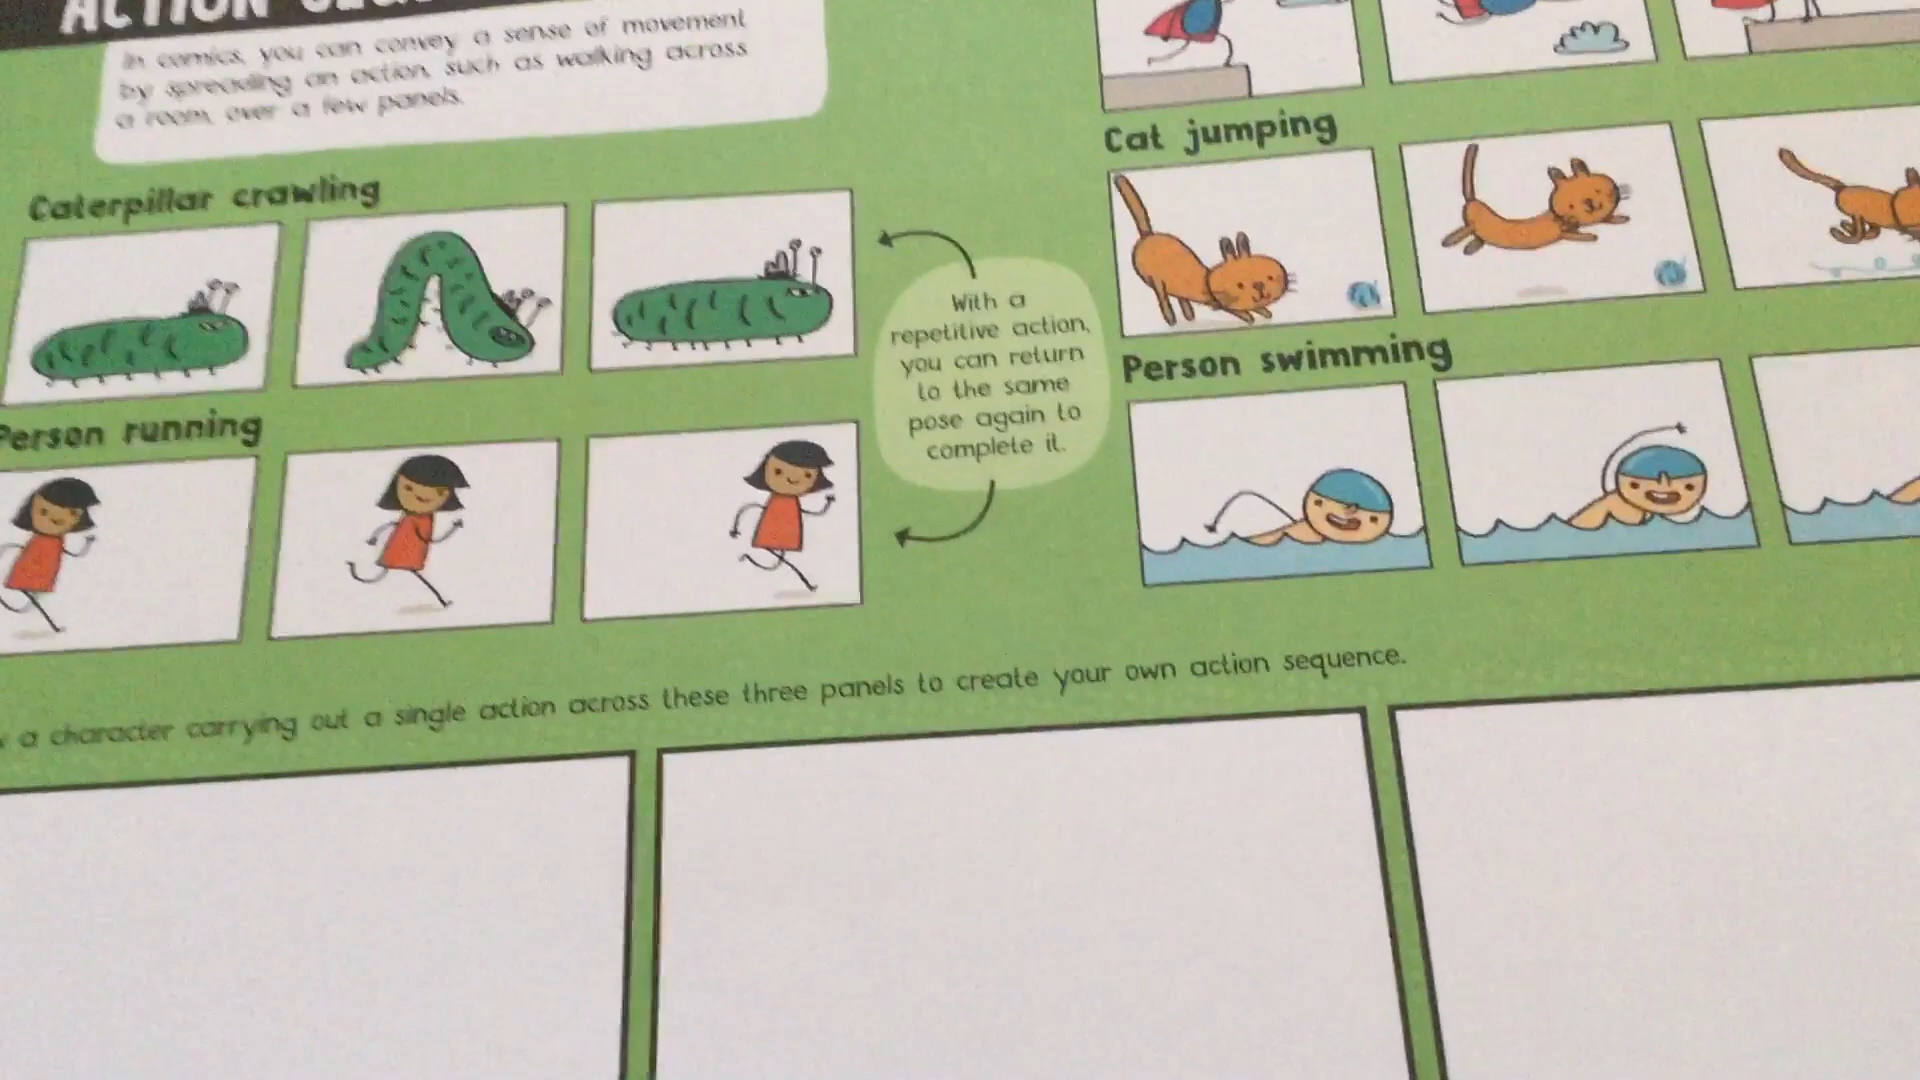 ACTION
In comics, you can convey a sense of movement
by spreading an action, such as walking across
a room, over a few panels.
Caterpillar crawling
Person running
With a
repetitive action,
you can return
to the same
pose again to
complete it.
Cat jumping
Person swimming
a character carrying out a single action across these three panels to create your own action sequence.